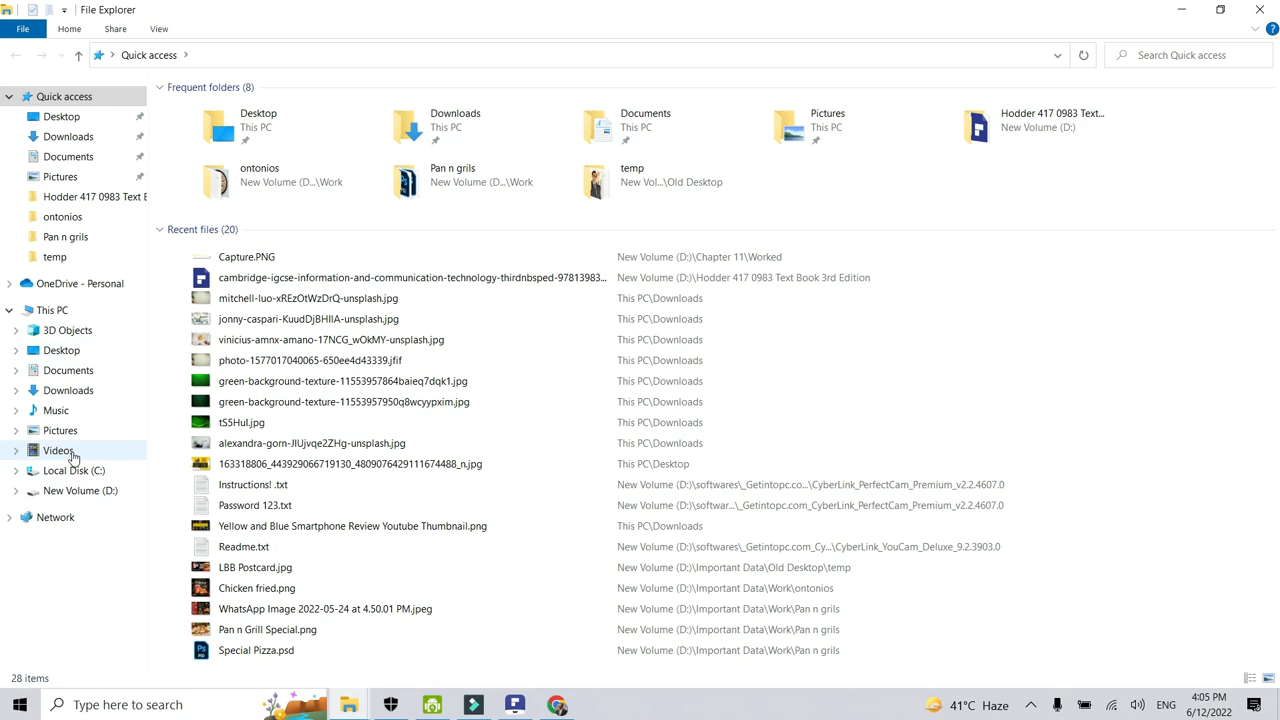 File Explorer
File Home Share View
Quick access
Search Quick access
Quick access
Desktop
Downloads
Documents
Pictures
Hodder 417 0983 Text B
ontonios
Pan n grils
temp
OneDrive - Personal
This PC
3D Objects
Desktop
Documents
Downloads
Music
Pictures
Videos
Local Disk (C:)
New Volume (D:)
Network
Frequent folders (8)
Desktop
This PC
Downloads
This PC
Documents
This PC
Pictures
This PC
Hodder 417 0983 Text...
New Volume (D:)
ontonios
New Volume (D...\Work
Pan n grils
New Volume (D...\Work
temp
New Vol...\Old Desktop
Recent files (20)
Capture.PNG New Volume (D:)\Chapter 11\Worked
cambridge-igcse-information-and-communication-technology-thirdnbsped-97813983... New Volume (D:)\Hodder 417 0983 Text Book 3rd Edition
mitchell-luo-xREzOtWzDrQ-unsplash.jpg This PC\Downloads
jonny-caspari-KuudDjBHIIA-unsplash.jpg This PC\Downloads
vinicius-amnx-amano-17NCG_wOkMY-unsplash.jpg This PC\Downloads
photo-1577017040065-650ee4d43339.jfif This PC\Downloads
green-background-texture-11553957864baieq7dqk1.jpg This PC\Downloads
green-background-texture-11553957950q8wcyypxim.jpg This PC\Downloads
tS5HuI.jpg This PC\Downloads
alexandra-gorn-JIUjvqe2ZHg-unsplash.jpg This PC\Downloads
163318806_443929066719130_4809076429111674488_n.jpg This PC\Desktop
Instructions! .txt New Volume (D:)\softwares\_Getintopc.co...\CyberLink_PerfectCam_Premium_v2.2.4607.0
Password 123.txt New Volume (D:)\softwar..._Getintopc.com_CyberLink_PerfectCam_Premium_v2.2.4607.0
Yellow and Blue Smartphone Review Youtube Thumbnail.png This PC\Downloads
Readme.txt New Volume (D:)\softwares\_Getintopc.com_Cy...\CyberLink_YouCam_Deluxe_9.2.3903.0
LBB Postcard.jpg New Volume (D:)\Important Data\Old Desktop\temp
Chicken fried.png New Volume (D:)\Important Data\Work\ontonios
WhatsApp Image 2022-05-24 at 4.50.01 PM.jpeg New Volume (D:)\Important Data\Work\Pan n grils
Pan n Grill Special.png New Volume (D:)\Important Data\Work\Pan n grils
Special Pizza.psd New Volume (D:)\Important Data\Work\Pan n grils
28 items
Type here to search
41°C Haze
ENG
4:05 PM
6/12/2022